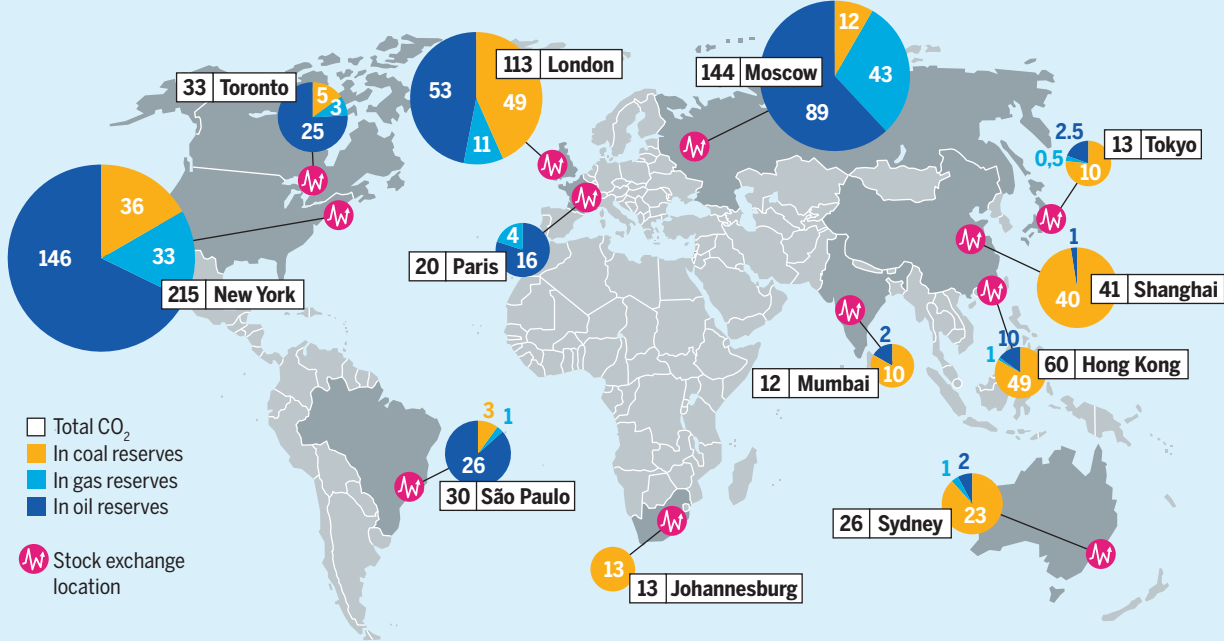 12
113 London
33 Toronto
144 Moscow
43
53
49
5
3
89
2.5
13 Tokyo
25
11
0,5
10
36
4
1
146
33
20 Paris
16
40
41 Shanghai
215 New York
2
10
1
60 Hong Kong
12 Mumbai
10
49
3
1
Total CO₂
In coal reserves
26
1
2
In gas reserves
30 São Paulo
In oil reserves
26 Sydney
23
Stock exchange
location
13
13 Johannesburg